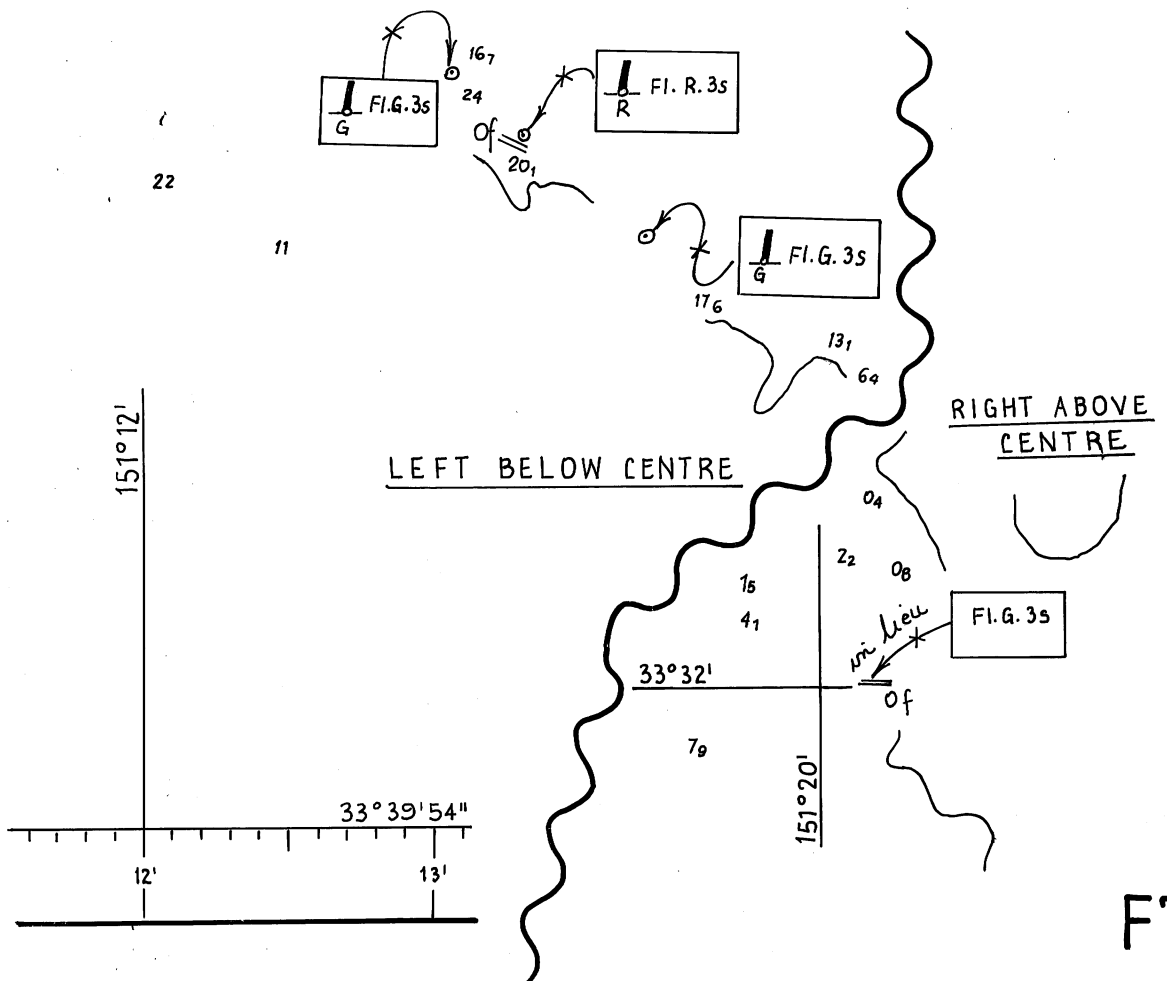 16₇
Fl.G.3s
G
24
Fl. R. 3s
R
Of
20₁
22
11
Fl.G.3s
G
17₆
13₁
6₄
151°12'
LEFT BELOW CENTRE
RIGHT ABOVE
CENTRE
0₄
2₂
0₈
1₅
4₁
in lieu
Fl.G.3s
33°32'
Of
7₉
151°20'
33°39'54"
12'
13'
F